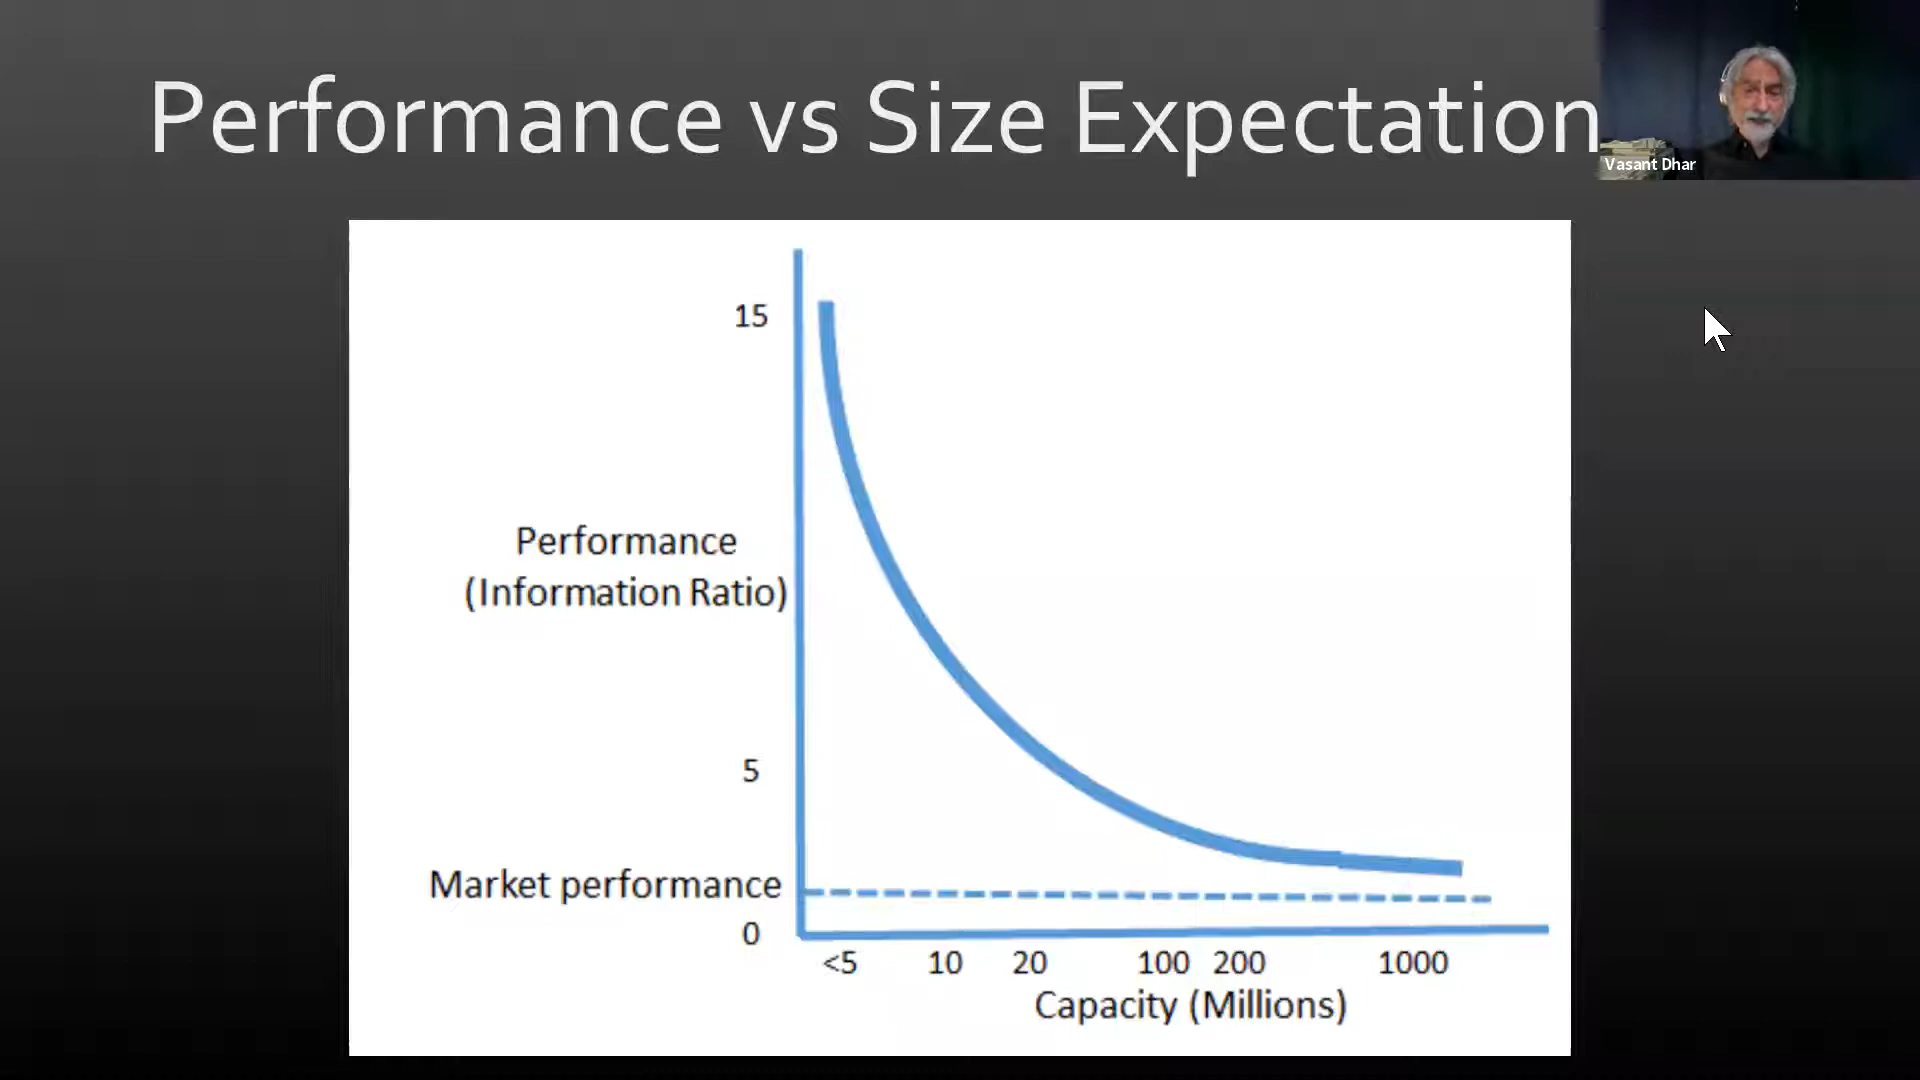 Performance vs Size Expectation
Vasant Dhar
15
Performance
(Information Ratio)
5
Market performance
0
<5 10 20 100 200 1000
Capacity (Millions)